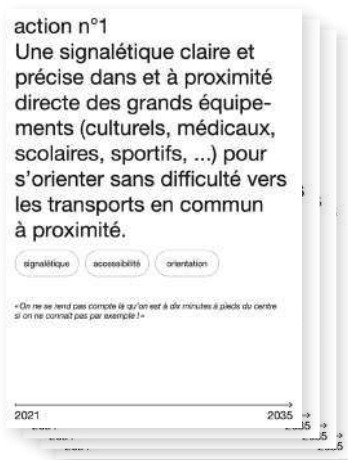 action n°1
Une signalétique claire et
précise dans et à proximité
directe des grands équipe-
ments (culturels, médicaux,
scolaires, sportifs, ...) pour
s'orienter sans difficulté vers
les transports en commun
à proximité.
signalétique accessibilité orientation
«On ne se rend pas compte là qu'on est à dix minutes à pieds du centre
si on ne connait pas par exemple !»
2021 2035